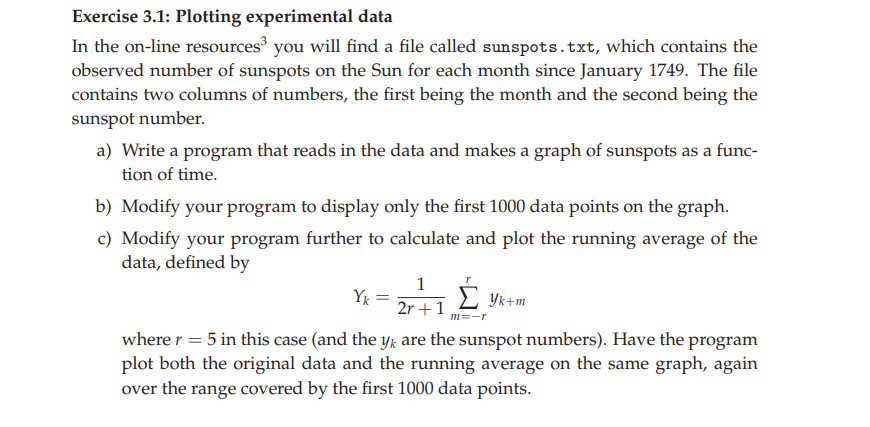 Exercise 3.1: Plotting experimental data
In the on-line resources³ you will find a file called sunspots.txt, which contains the
observed number of sunspots on the Sun for each month since January 1749. The file
contains two columns of numbers, the first being the month and the second being the
sunspot number.
a) Write a program that reads in the data and makes a graph of sunspots as a func-
tion of time.
b) Modify your program to display only the first 1000 data points on the graph.
c) Modify your program further to calculate and plot the running average of the
data, defined by
Yₖ = 1/(2r + 1) ∑_{m=−r}^{r} yₖ₊ₘ
where r = 5 in this case (and the yₖ are the sunspot numbers). Have the program
plot both the original data and the running average on the same graph, again
over the range covered by the first 1000 data points.